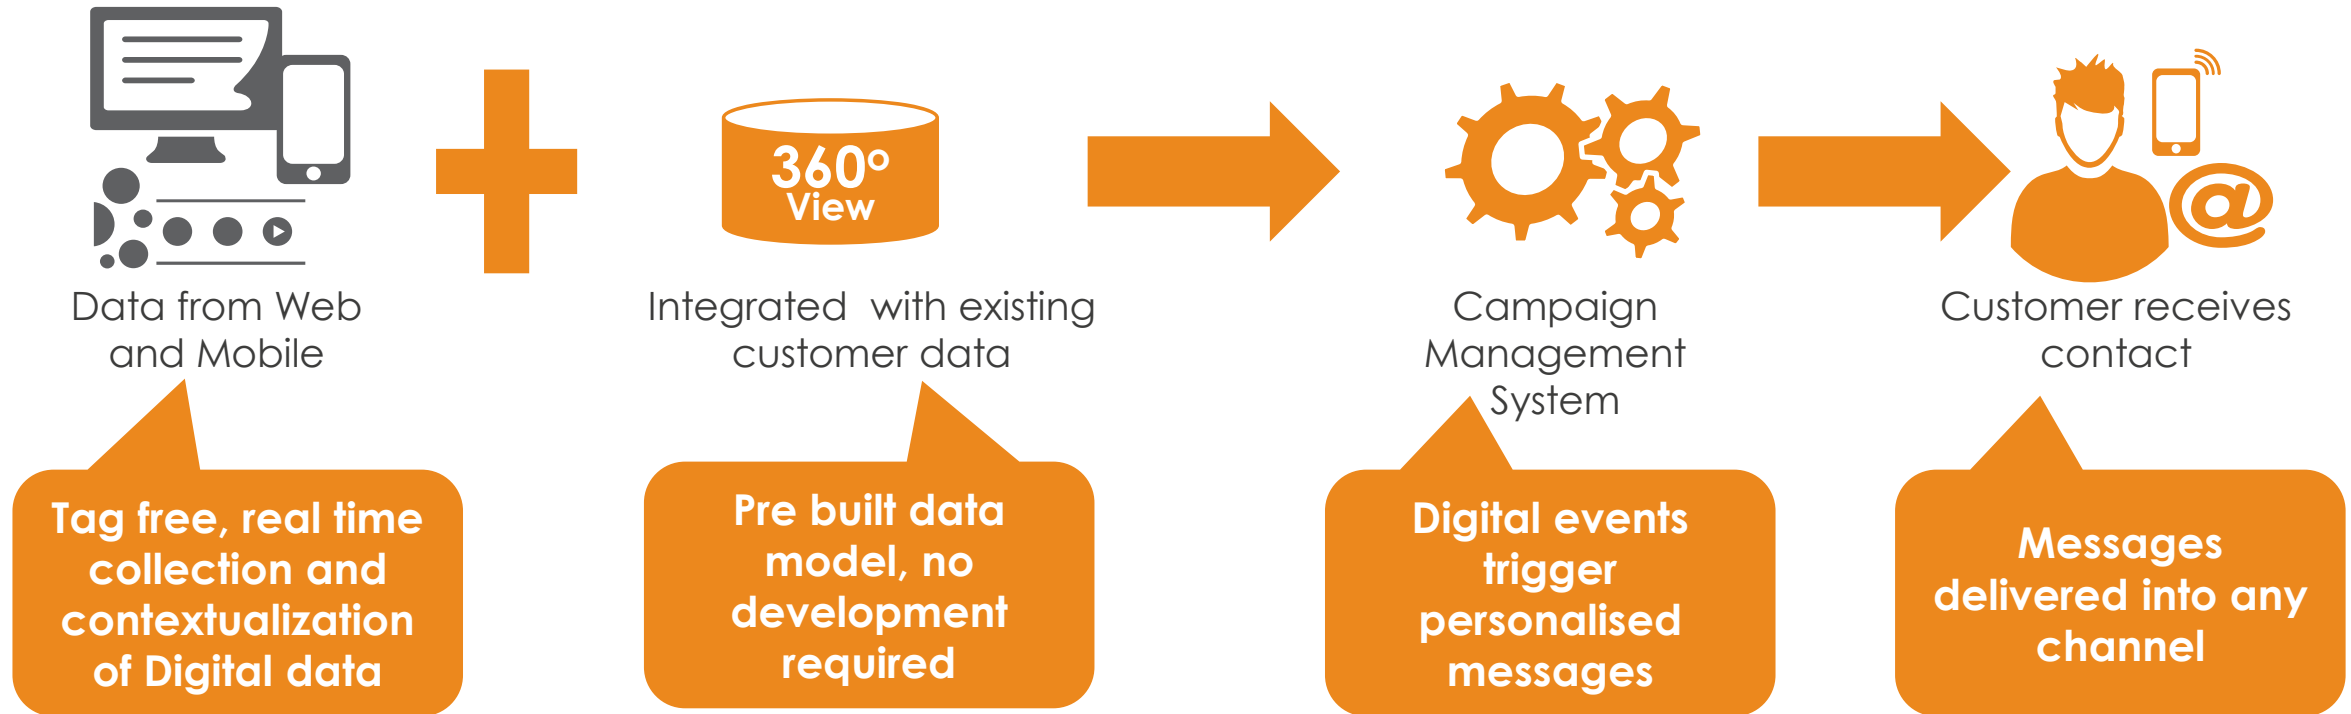 360°
View
Data from Web
and Mobile
Integrated  with existing
customer data
Campaign
Management
System
Customer receives
contact
@
Tag free, real time
collection and
contextualization
of Digital data
Pre built data
model, no
development
required
Digital events
trigger
personalised
messages
Messages
delivered into any
channel